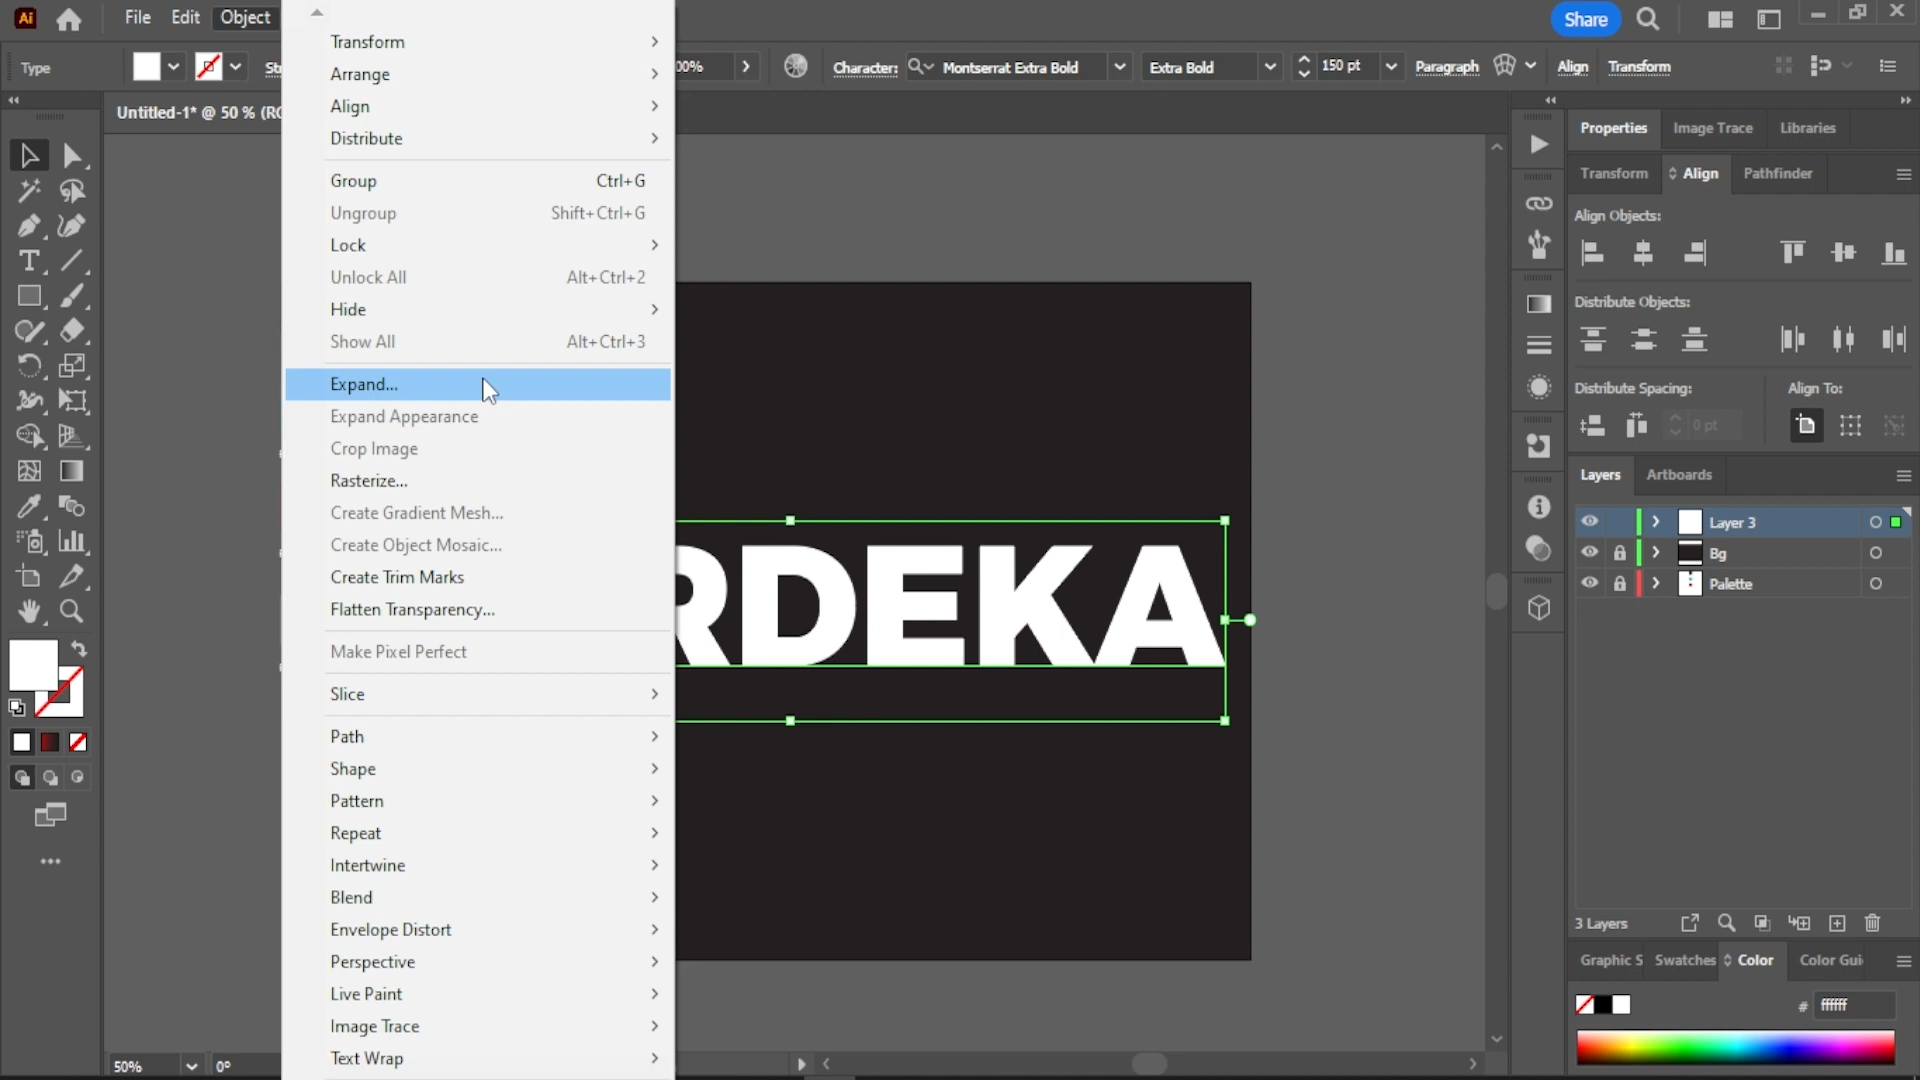 Ai File Edit Object Share
Type St 00% Character: Montserrat Extra Bold Extra Bold 150 pt Paragraph Align Transform
Untitled-1* @ 50 % (RG
Transform
Arrange
Align
Distribute
Group Ctrl+G
Ungroup Shift+Ctrl+G
Lock
Unlock All Alt+Ctrl+2
Hide
Show All Alt+Ctrl+3
Expand...
Expand Appearance
Crop Image
Rasterize...
Create Gradient Mesh...
Create Object Mosaic...
Create Trim Marks
Flatten Transparency...
Make Pixel Perfect
Slice
Path
Shape
Pattern
Repeat
Intertwine
Blend
Envelope Distort
Perspective
Live Paint
Image Trace
Text Wrap
RDEKA
50% 0°
Properties Image Trace Libraries
Transform Align Pathfinder
Align Objects:
Distribute Objects:
Distribute Spacing: Align To:
0 pt
Layers Artboards
Layer 3
Bg
Palette
3 Layers
Graphic S Swatches Color Color Gui
# ffffff